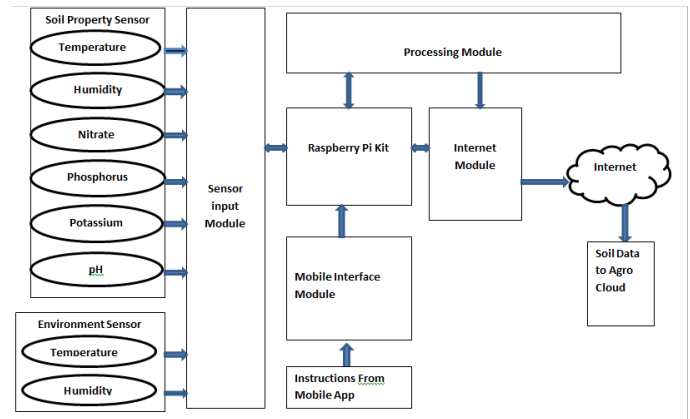 Soil Property Sensor
Temperature
Humidity
Nitrate
Phosphorus
Potassium
pH
Environment Sensor
Temperature
Humidity
Sensor
input
Module
Processing Module
Raspberry Pi Kit
Internet
Module
Mobile Interface
Module
Instructions From
Mobile App
Internet
Soil Data
to Agro
Cloud